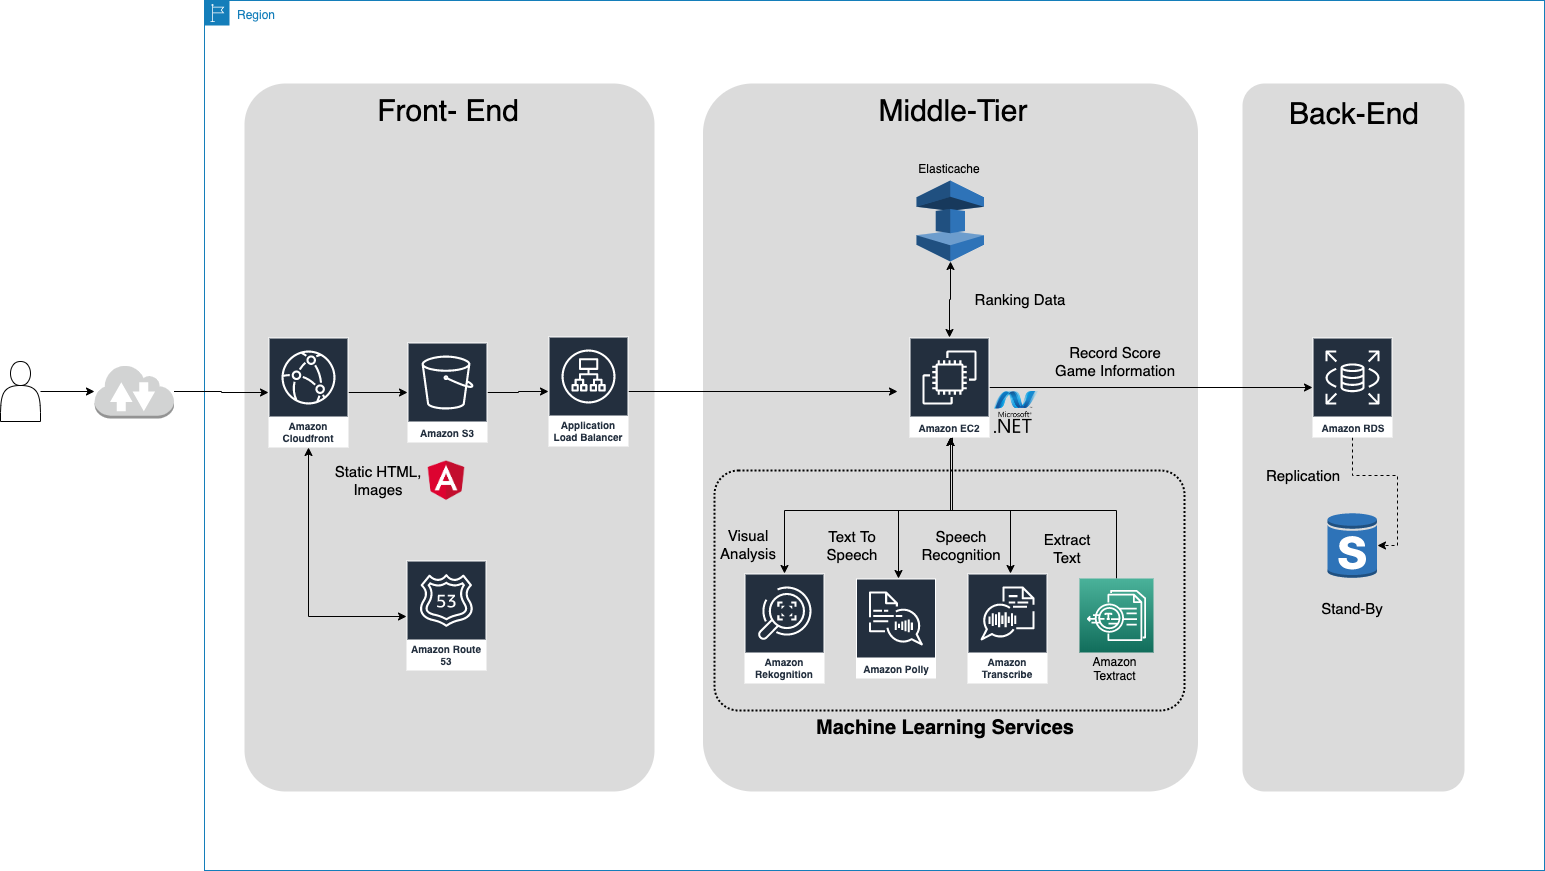 Region
Front- End
Middle-Tier
Back-End
Elasticache
Ranking Data
Record Score
Game Information
Amazon
Cloudfront
Amazon S3
Application
Load Balancer
Amazon EC2
Microsoft®
.NET
Amazon RDS
Static HTML,
Images
A
Replication
S
Stand-By
Visual
Analysis
Text To
Speech
Speech
Recognition
Extract
Text
53
Amazon Route
53
Amazon
Rekognition
Amazon Polly
Amazon
Transcribe
T
Amazon
Textract
Machine Learning Services